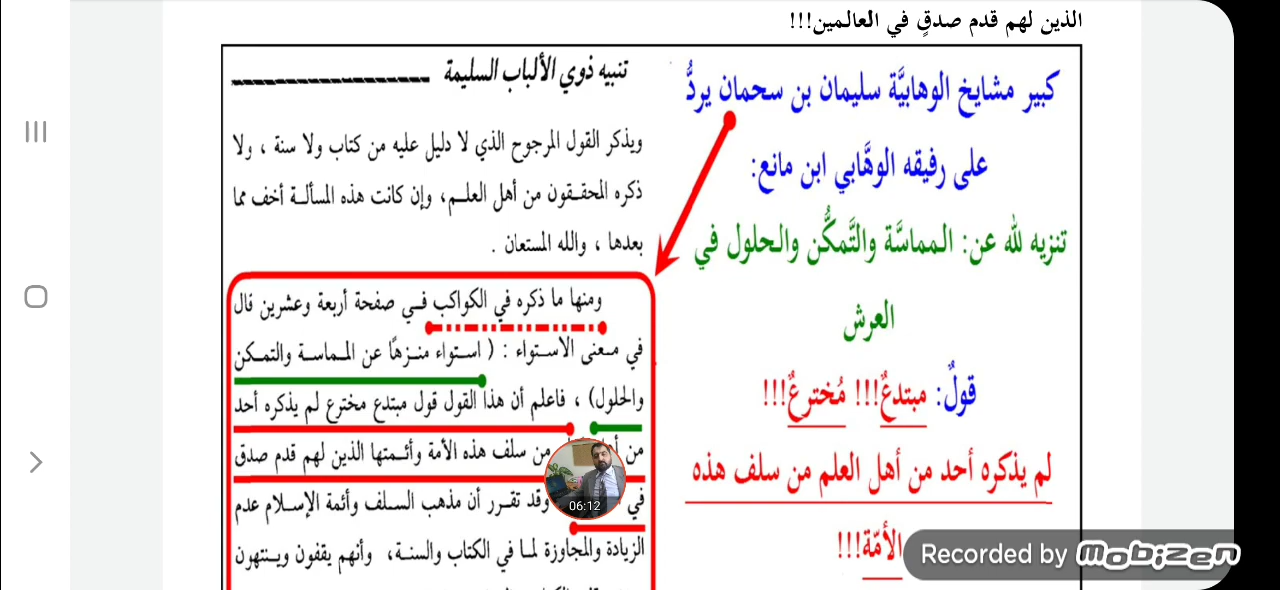 الذين لهم قدم صدقٍ في العالمين!!!
كبير مشايخ الوهابيَّة سليمان بن سحمان يردُّ
على رفيقه الوهَّابي ابن مانع:
تنزيه لله عن: المماسَّة والتَّمكُّن والحلول في
العرش
قولٌ: مبتدعٌ!!! مُخترعٌ!!!
لم يذكره أحد من أهل العلم من سلف هذه
الأمّة!!!
تنبيه ذوي الألباب السليمة
ويذكر القول المرجوح الذي لا دليل عليه من كتاب ولا سنة ، ولا
ذكره المحققون من أهل العلم، وإن كانت هذه المسألة أخف مما
بعدها ، والله المستعان .
ومنها ما ذكره في الكواكب في صفحة أربعة وعشرين قال
في معنى الاستواء : ( استواء منزهًا عن المماسة والتمكن
والحلول) ، فاعلم أن هذا القول قول مبتدع مخترع لم يذكره أحد
من من سلف هذه الأمة وأئمتها الذين لهم قدم صدق
في وقد تقرر أن مذهب السلف وأئمة الإسلام عدم
الزيادة والمجاوزة لما في الكتاب والسنة، وأنهم يقفون وينتهون
06:12
Recorded by mobizen